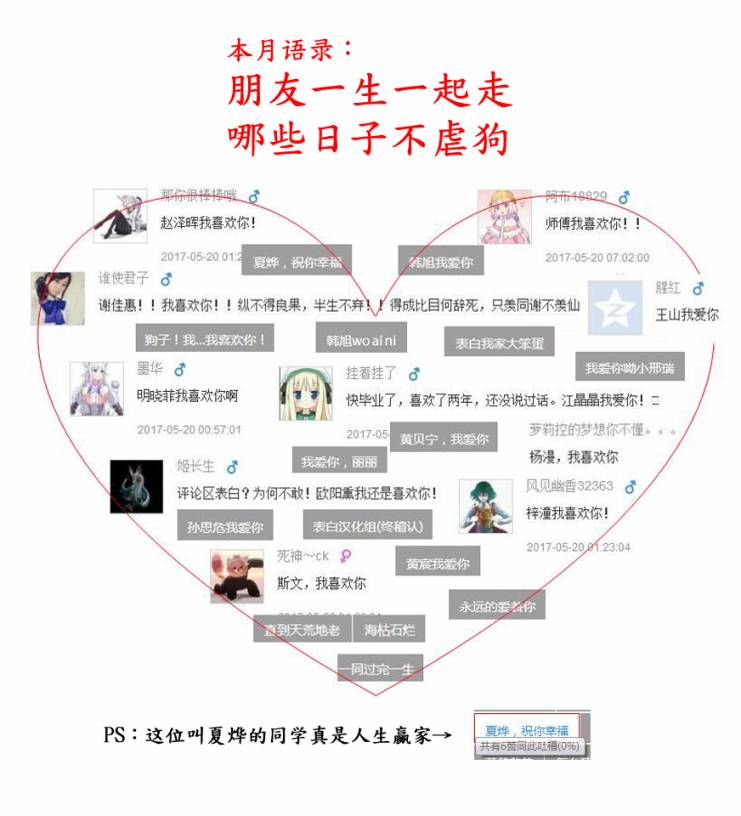 本月语录：
朋友一生一起走
哪些日子不虐狗
那你很棒棒哦
赵泽晖我喜欢你！
2017-05-20 01:2
夏烨，祝你幸福
阿布18829
师傅我喜欢你！！
2017-05-20 07:02:00
韩旭我爱你
谁使君子
谢佳惠！！我喜欢你！！纵不得良果，半生不弃！！得成比目何辞死，只羡同谢不羡仙
腥红
王山我爱你
狗子！我...我喜欢你！
韩旭wo ai ni
表白我家大笨蛋
我爱你呦小邢瑞
墨华
明晓菲我喜欢你啊
2017-05-20 00:57:01
挂着挂了
快毕业了，喜欢了两年，还没说过话。江晶晶我爱你！□
2017-05-
黄贝宁，我爱你
萝莉控的梦想你不懂。。。
杨漫，我喜欢你
我爱你，丽丽
姬长生
评论区表白？为何不敢！欧阳薰我还是喜欢你！
风见幽香32363
梓潼我喜欢你！
2017-05-20 01:23:04
孙思危我爱你
表白汉化组(终稽认)
死神～ck
斯文，我喜欢你
黄宸我爱你
永远的爱着你
直到天荒地老
海枯石烂
一同过完一生
PS：这位叫夏烨的同学真是人生赢家→
夏烨，祝你幸福
共有6赞同此吐槽(0%)